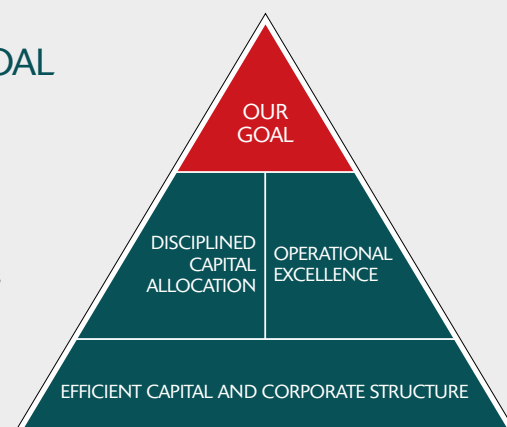 OAL
OUR
GOAL
DISCIPLINED
CAPITAL
ALLOCATION
OPERATIONAL
EXCELLENCE
EFFICIENT CAPITAL AND CORPORATE STRUCTURE